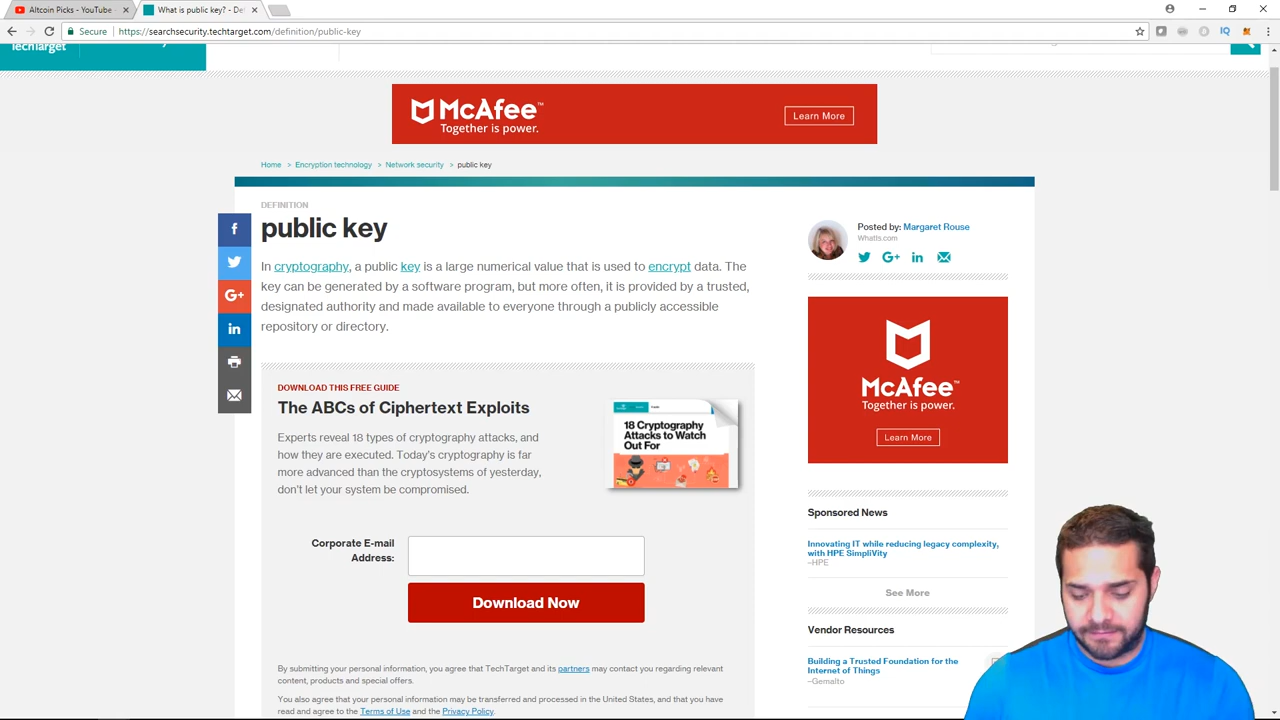 Altcoin Picks - YouTube
What is public key? - De
Secure
https://searchsecurity.techtarget.com/definition/public-key
TechTarget
McAfee™
Together is power.
Learn More
Home > Encryption technology > Network security > public key
DEFINITION
public key
In cryptography, a public key is a large numerical value that is used to encrypt data. The
key can be generated by a software program, but more often, it is provided by a trusted,
designated authority and made available to everyone through a publicly accessible
repository or directory.
DOWNLOAD THIS FREE GUIDE
The ABCs of Ciphertext Exploits
Experts reveal 18 types of cryptography attacks, and
how they are executed. Today's cryptography is far
more advanced than the cryptosystems of yesterday,
don't let your system be compromised.
18 Cryptography
Attacks to Watch
Out For
Corporate E-mail
Address:
Download Now
By submitting your personal information, you agree that TechTarget and its partners may contact you regarding relevant
content, products and special offers.
You also agree that your personal information may be transferred and processed in the United States, and that you have
read and agree to the Terms of Use and the Privacy Policy.
Posted by: Margaret Rouse
WhatIs.com
McAfee™
Together is power.
Learn More
Sponsored News
Innovating IT while reducing legacy complexity,
with HPE SimpliVity
–HPE
See More
Vendor Resources
Building a Trusted Foundation for the
Internet of Things
–Gemalto